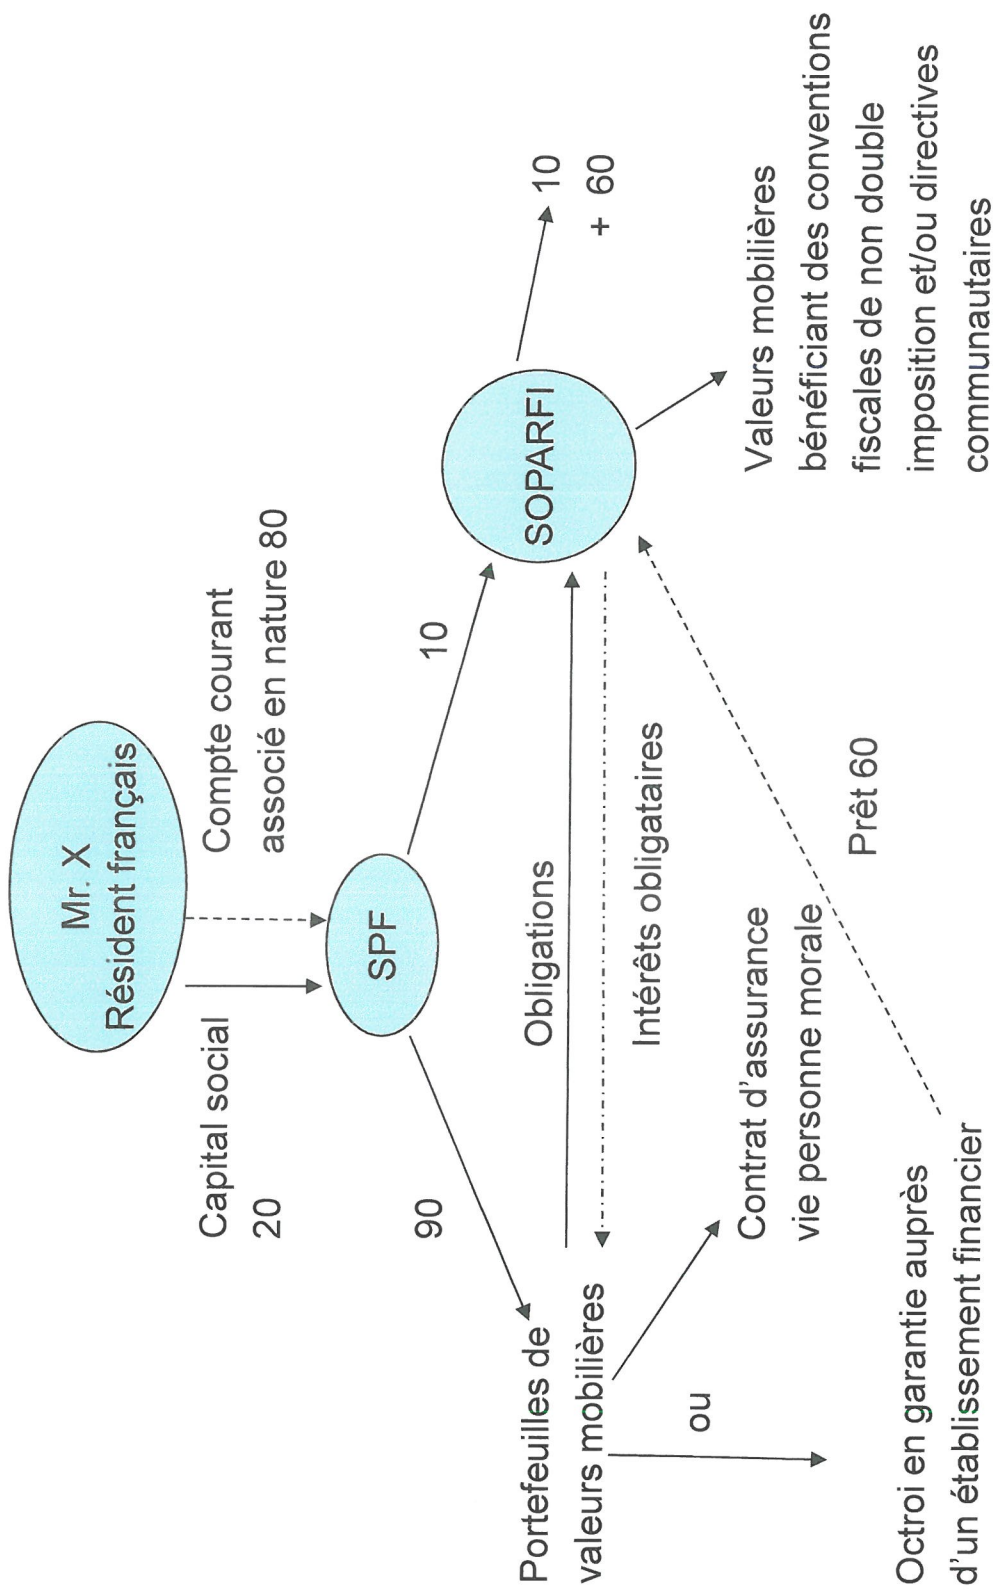 Mr. X
Résident français
Capital social
20
Compte courant
associé en nature 80
SPF
90
10
Portefeuilles de
valeurs mobilières
Obligations
Intérêts obligataires
SOPARFI
10
+ 60
ou
Contrat d'assurance
vie personne morale
Valeurs mobilières
bénéficiant des conventions
fiscales de non double
imposition et/ou directives
communautaires
Prêt 60
Octroi en garantie auprès
d'un établissement financier